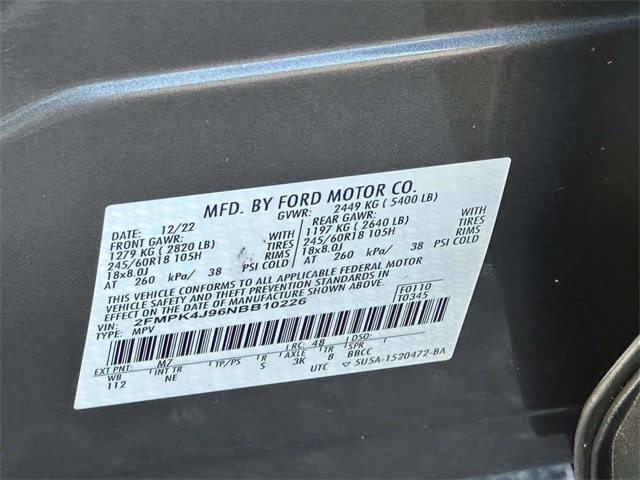 MFD. BY FORD MOTOR CO.
DATE: 12/22 GVWR: 2449 KG ( 5400 LB)
FRONT GAWR: REAR GAWR:
1279 KG ( 2820 LB) WITH 1197 KG ( 2640 LB) WITH
245/60R18 105H TIRES 245/60R18 105H TIRES
18x8.0J RIMS 18x8.0J RIMS
AT 260 kPa/ 38 PSI COLD AT 260 kPa/ 38 PSI COLD
THIS VEHICLE CONFORMS TO ALL APPLICABLE FEDERAL MOTOR
VEHICLE SAFETY AND THEFT PREVENTION STANDARDS IN
EFFECT ON THE DATE OF MANUFACTURE SHOWN ABOVE.
VIN: 2FMPK4J96NBB10226 F0110
TYPE: MPV T0345
EXT PNT: M7 LRC: 48 DSO:
WB INT TR TP/PS R AXLE TR SPR
112 NE S 3K 8 BBCC
UTC 5U5A-1520472-BA